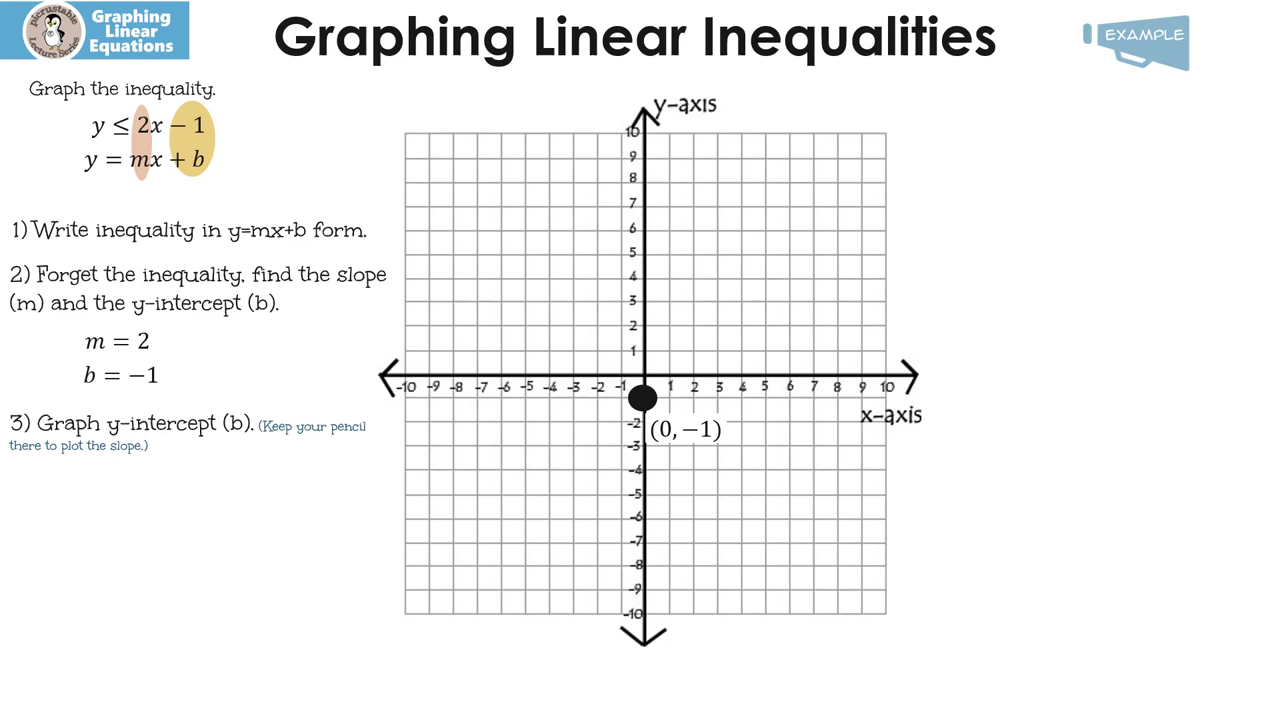 picrustable
Lecture Series
Graphing
Linear
Equations
Graphing Linear Inequalities
EXAMPLE
Graph the inequality.
y ≤ 2x − 1
y = mx + b
1) Write inequality in y=mx+b form.
2) Forget the inequality, find the slope
(m) and the y-intercept (b).
m = 2
b = −1
3) Graph y-intercept (b). (Keep your pencil
there to plot the slope.)
y-axis
10
9
8
7
6
5
4
3
2
1
-10 -9 -8 -7 -6 -5 -4 -3 -2 -1 1 2 3 4 5 6 7 8 9 10
x-axis
-2
(0, −1)
-3
-4
-5
-6
-7
-8
-9
-10